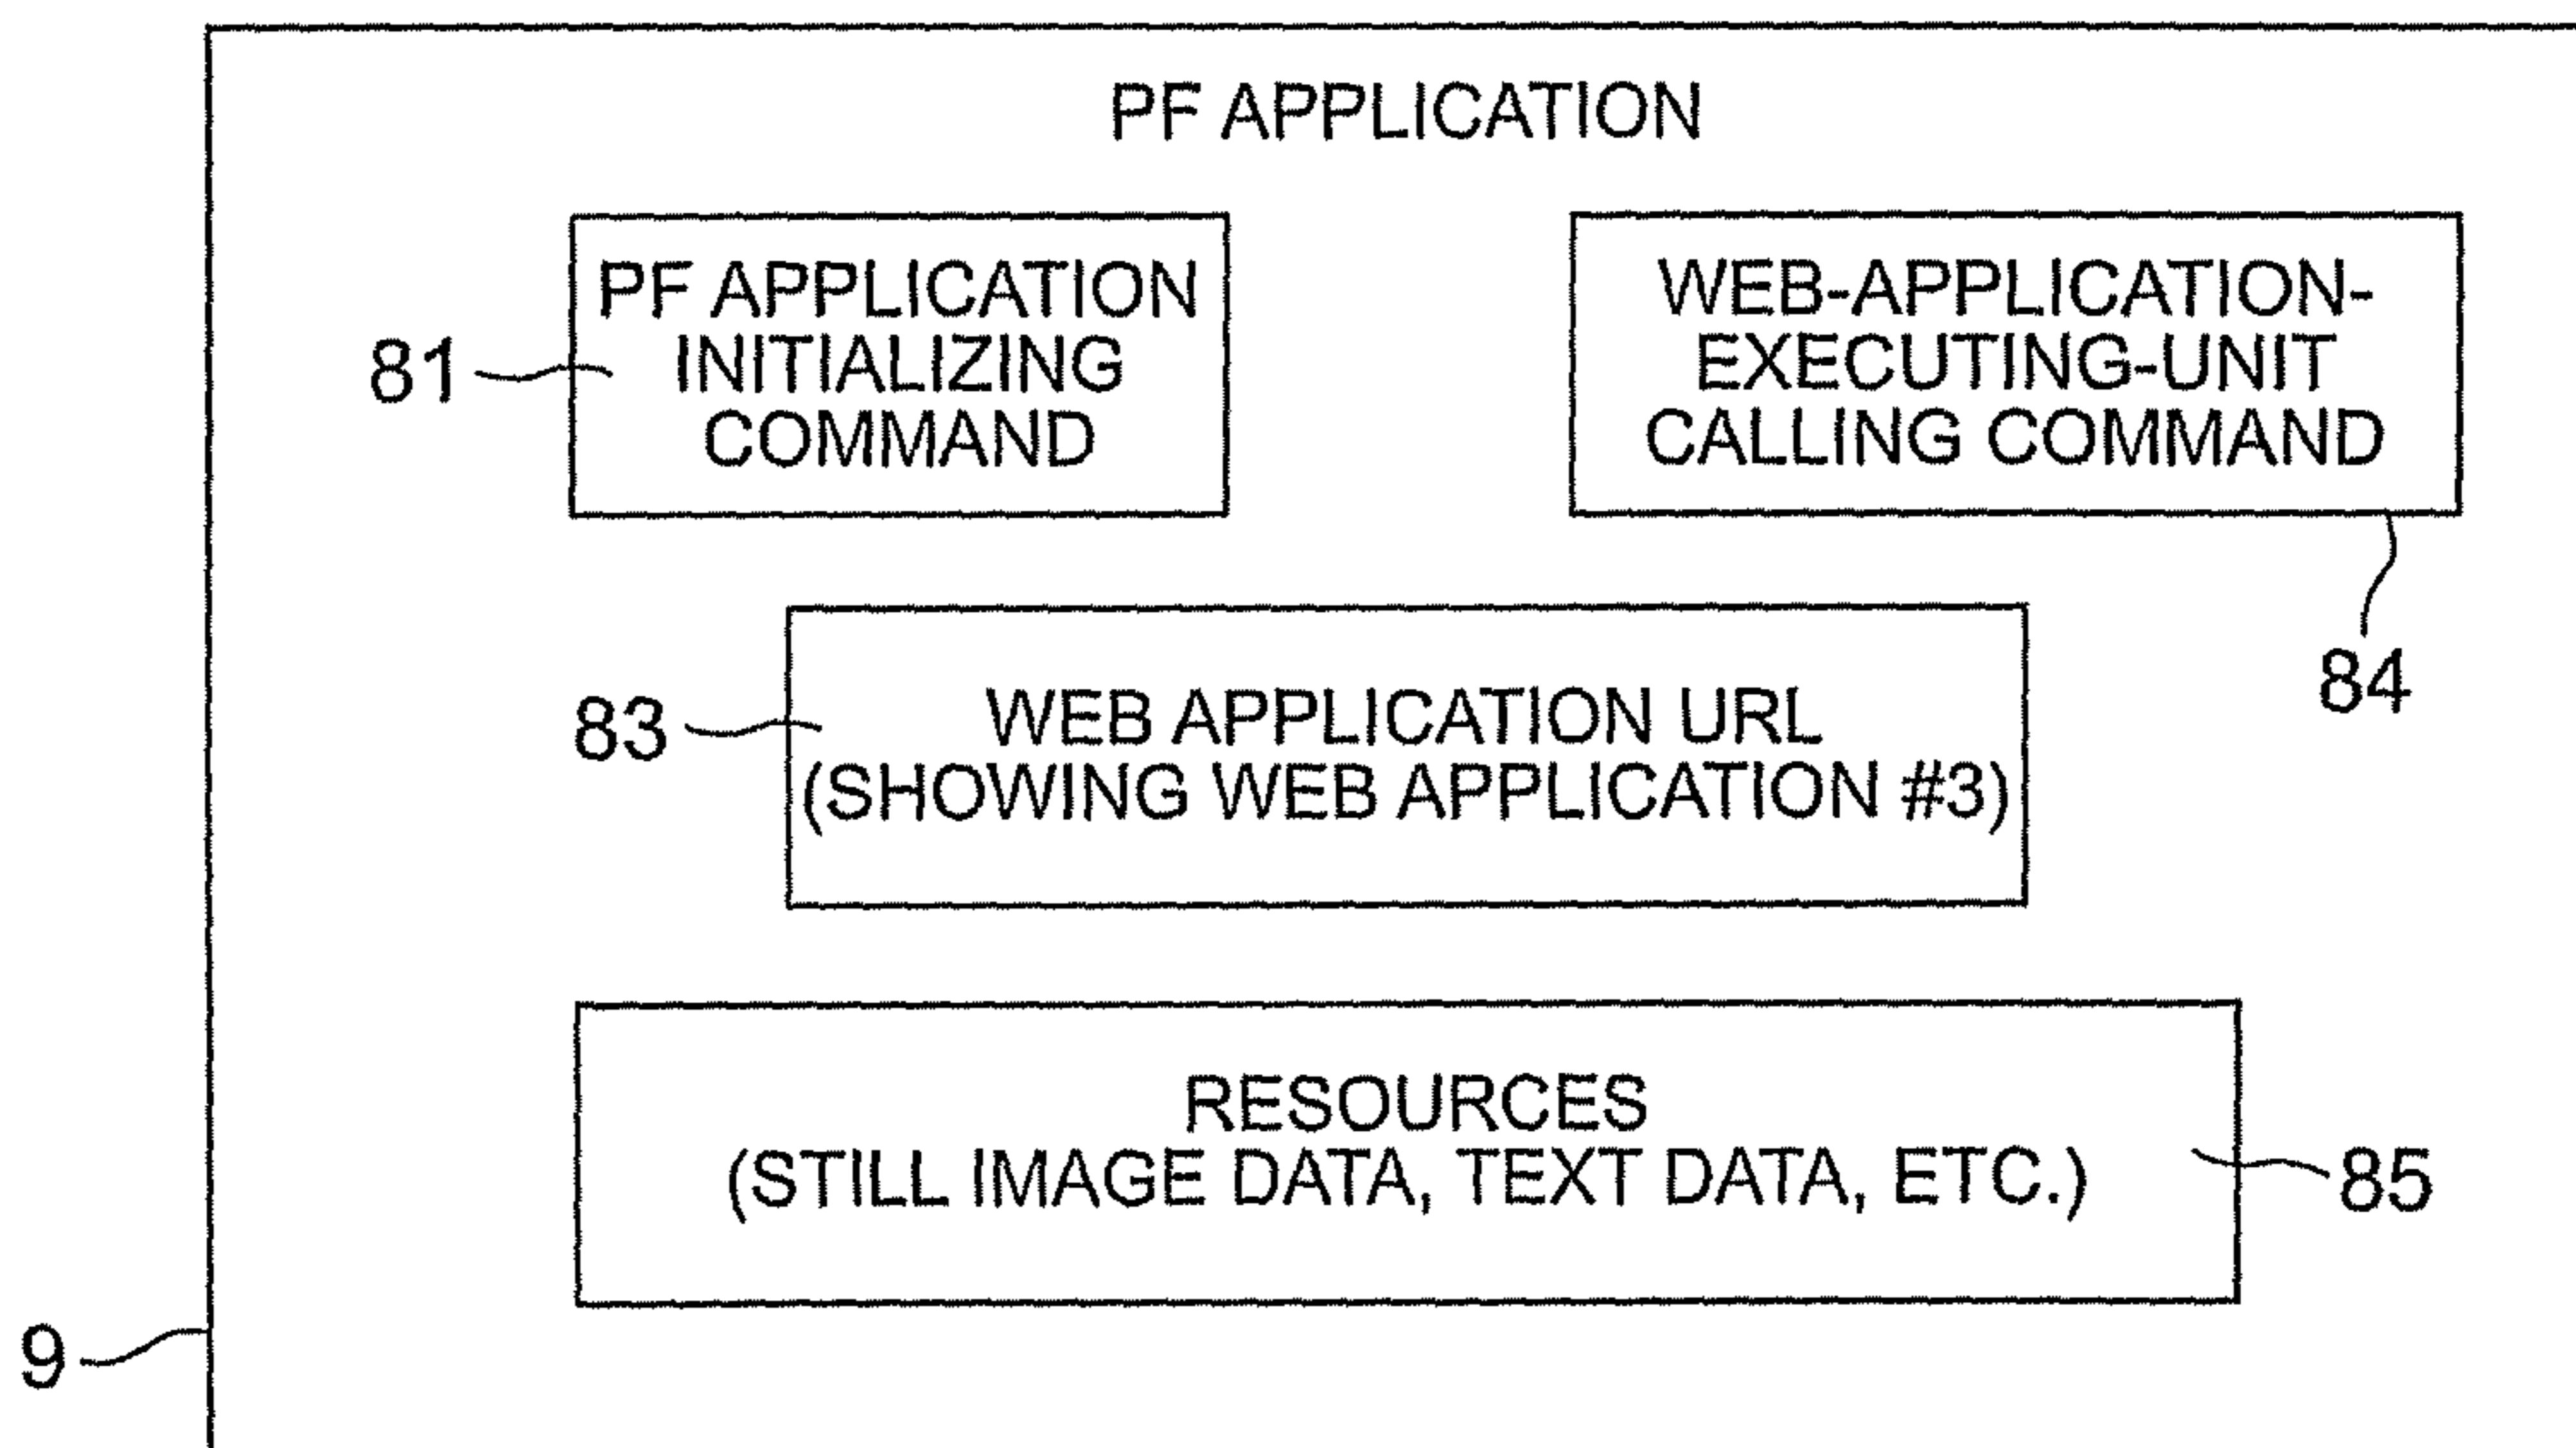 PF APPLICATION
PF APPLICATION
INITIALIZING
COMMAND
81
WEB-APPLICATION-
EXECUTING-UNIT
CALLING COMMAND
84
83
WEB APPLICATION URL
(SHOWING WEB APPLICATION #3)
RESOURCES
(STILL IMAGE DATA, TEXT DATA, ETC.)
85
9